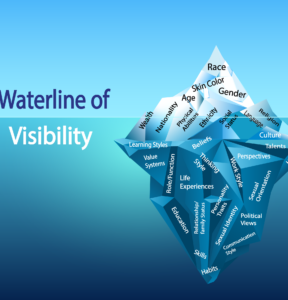 Race
Skin Color
Age
Gender
Wealth
Nationality
Physical
Abilities
Ethnicity
Language
Waterline of
Visibility
Culture
Learning Styles
Beliefs
Talents
Value
Systems
Role/Function
Thinking
Style
Perspectives
Work Style
Life
Experiences
Personality
Traits
Sexual
Orientation
Education
Relationship/
Family Status
Sexual Identity
Political
Views
Communication
Style
Skills
Habits